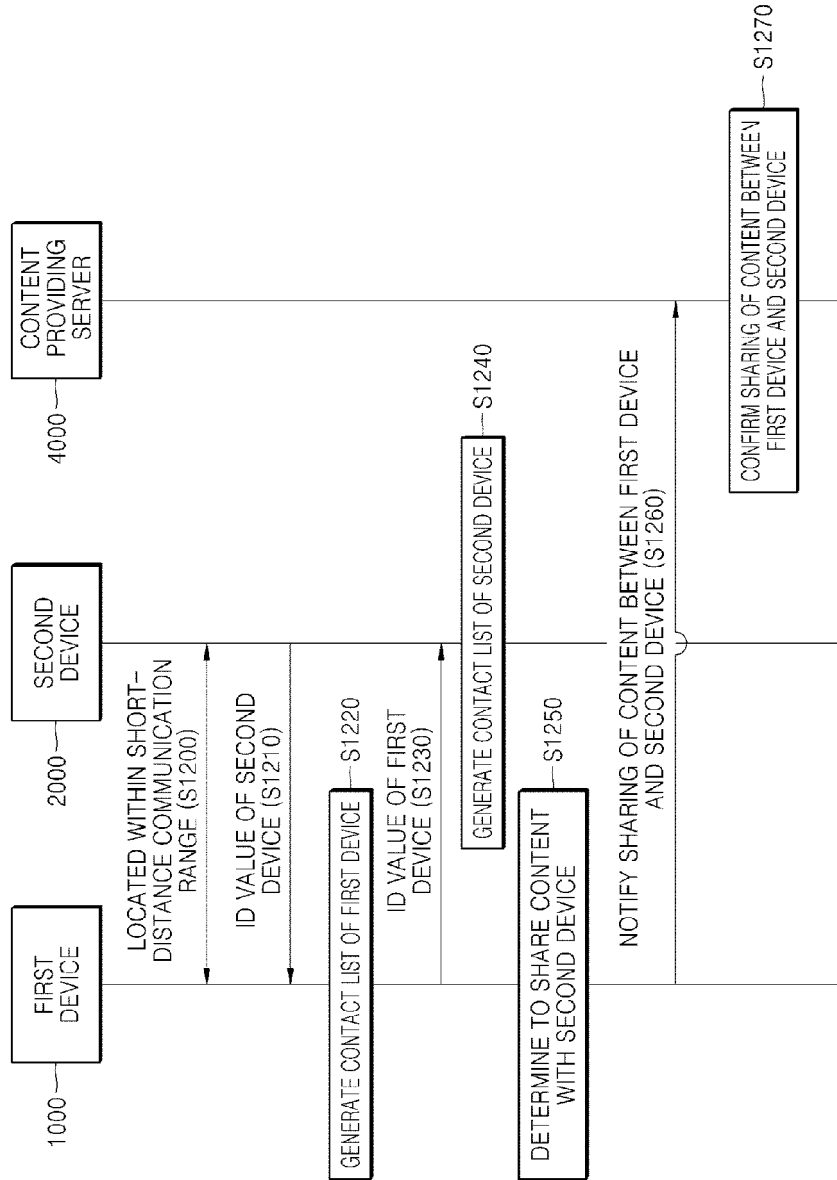 FIRST
DEVICE
1000
SECOND
DEVICE
2000
CONTENT
PROVIDING
SERVER
4000
LOCATED WITHIN SHORT-
DISTANCE COMMUNICATION
RANGE (S1200)
ID VALUE OF SECOND
DEVICE (S1210)
GENERATE CONTACT LIST OF FIRST DEVICE
S1220
ID VALUE OF FIRST
DEVICE (S1230)
GENERATE CONTACT LIST OF SECOND DEVICE
S1240
DETERMINE TO SHARE CONTENT
WITH SECOND DEVICE
S1250
NOTIFY SHARING OF CONTENT BETWEEN FIRST DEVICE
AND SECOND DEVICE (S1260)
CONFIRM SHARING OF CONTENT BETWEEN
FIRST DEVICE AND SECOND DEVICE
S1270